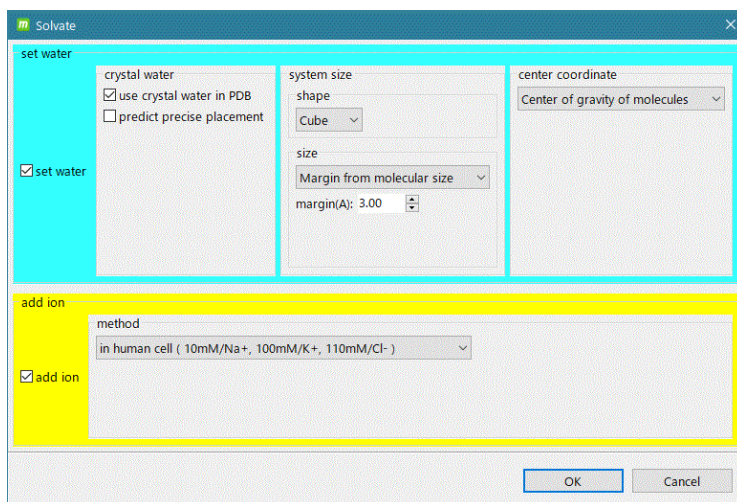 m Solvate
set water
crystal water
system size
center coordinate
use crystal water in PDB
shape
Center of gravity of molecules
predict precise placement
Cube
size
set water
Margin from molecular size
margin(A): 3.00
add ion
method
in human cell ( 10mM/Na+, 100mM/K+, 110mM/Cl- )
add ion
OK
Cancel